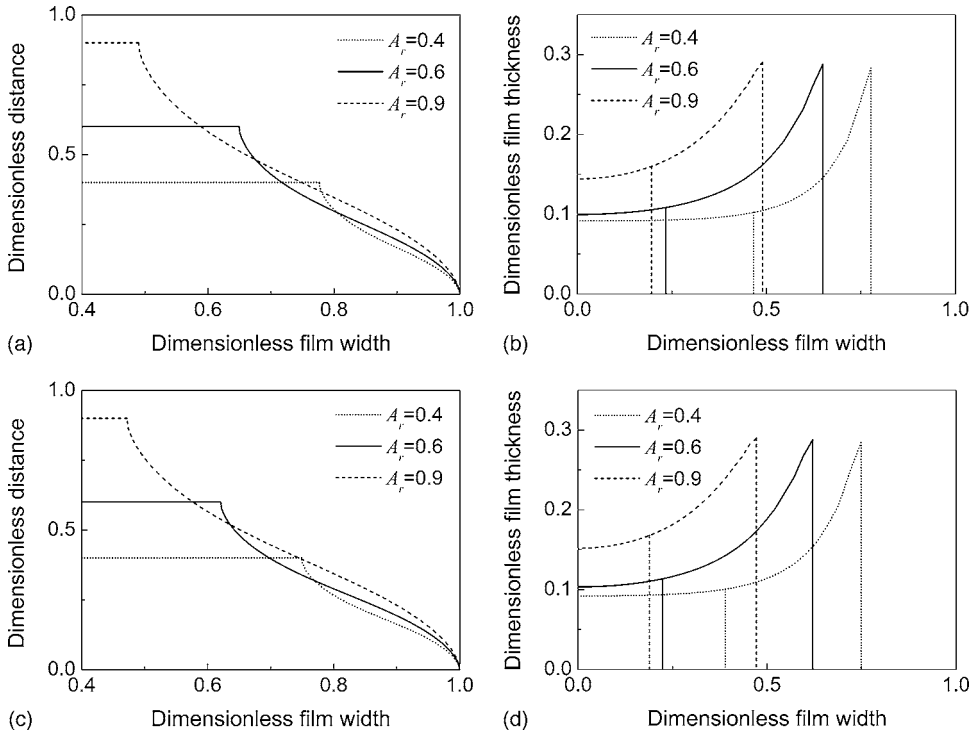 1.0
0.5
0.0
Dimensionless distance
A_r=0.4
A_r=0.6
A_r=0.9
0.4 0.6 0.8 1.0
(a) Dimensionless film width
0.3
0.2
0.1
0.0
Dimensionless film thickness
A_r=0.4
A_r=0.6
A_r=0.9
0.0 0.5 1.0
(b) Dimensionless film width
1.0
0.5
0.0
Dimensionless distance
A_r=0.4
A_r=0.6
A_r=0.9
0.4 0.6 0.8 1.0
(c) Dimensionless film width
0.3
0.2
0.1
0.0
Dimensionless film thickness
A_r=0.4
A_r=0.6
A_r=0.9
0.0 0.5 1.0
(d) Dimensionless film width